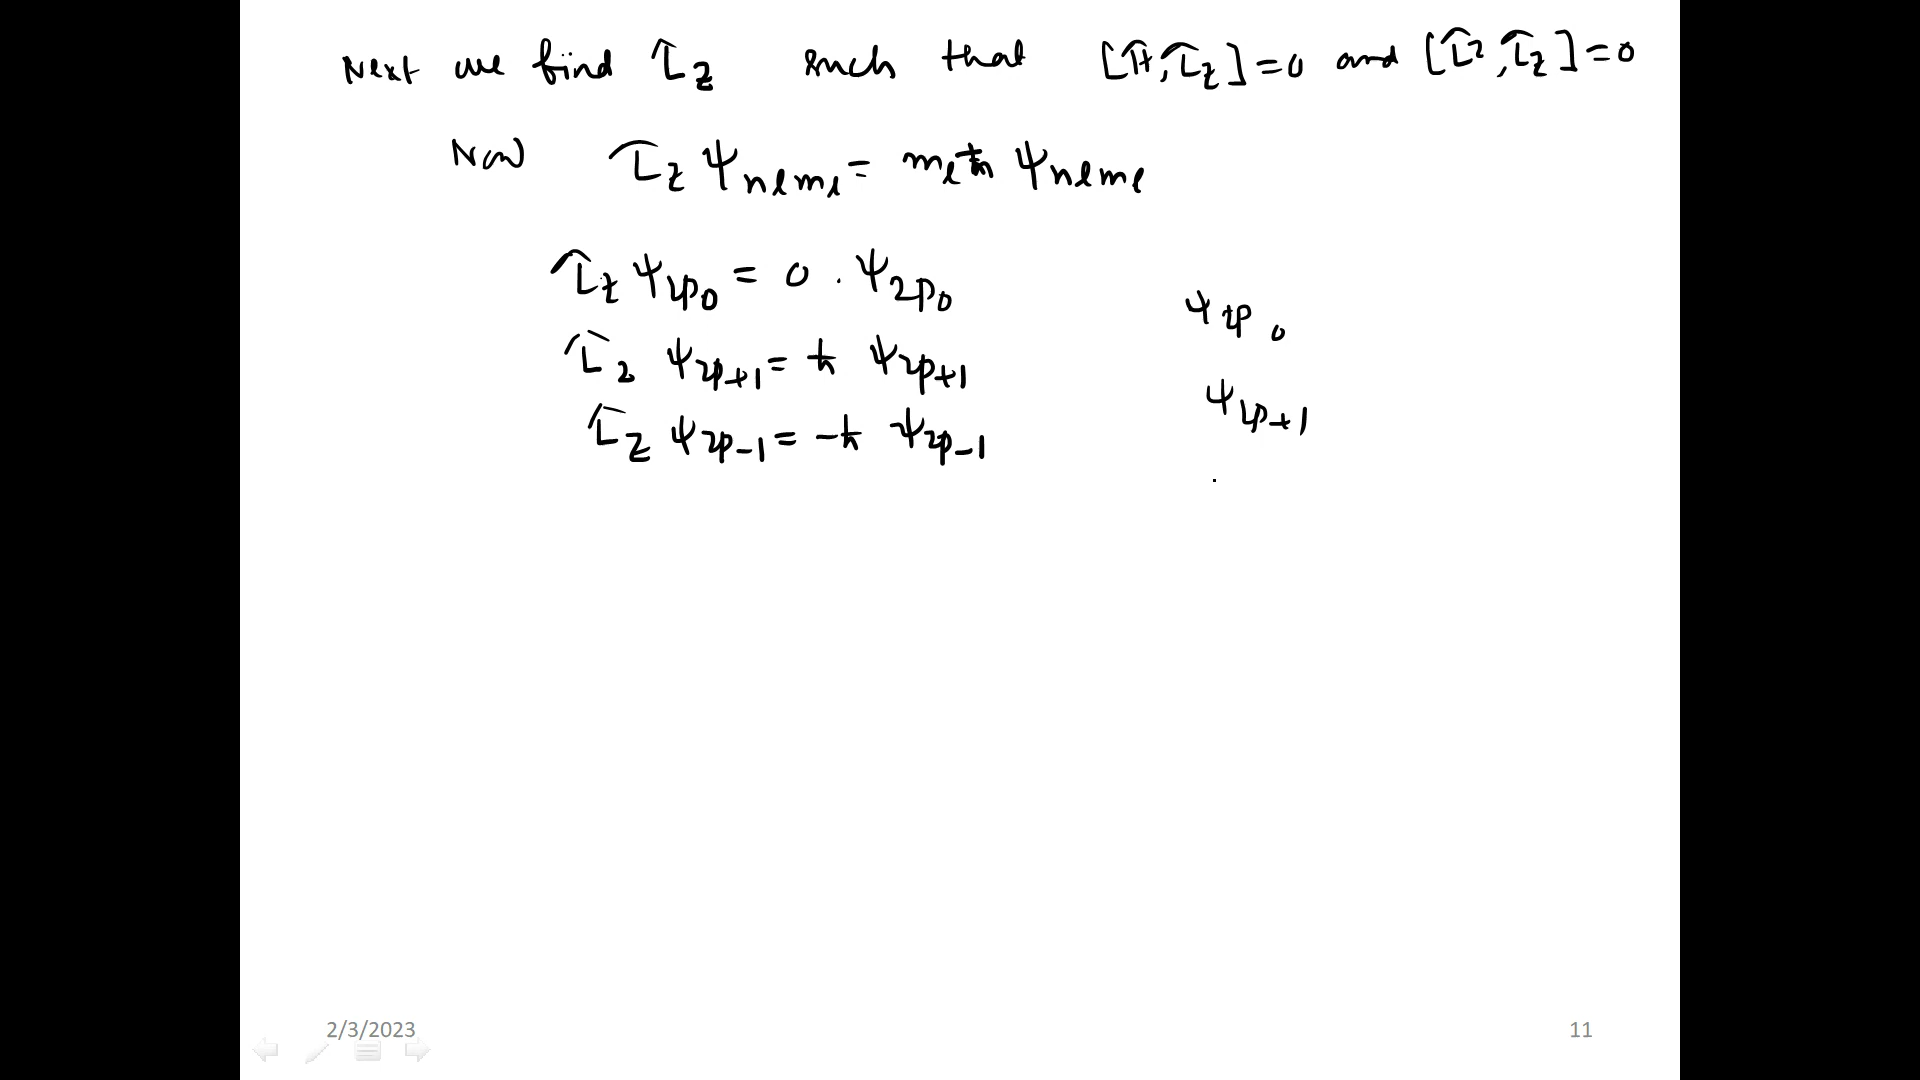 Next we find L̂z such that [Ĥ, L̂z] = 0 and [L̂², L̂z] = 0
Now L̂z ψnlml = mlħ ψnlml
L̂z ψ2p0 = 0 . ψ2p0
L̂z ψ2p+1 = ħ ψ2p+1
L̂z ψ2p-1 = -ħ ψ2p-1
ψ2p0
ψ2p+1
2/3/2023
11